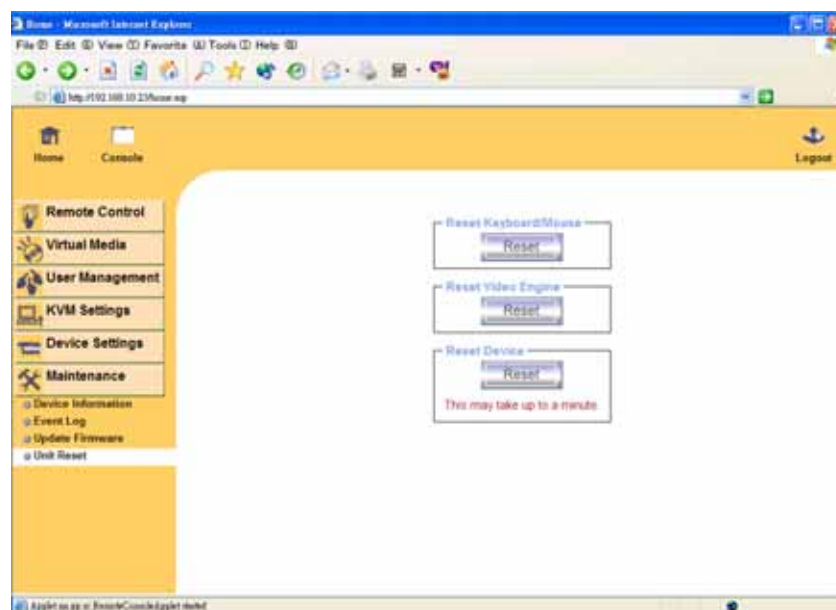 Home - Microsoft Internet Explorer
File Edit View Favorite Tools Help
Home
Console
Logout
Remote Control
Virtual Media
User Management
KVM Settings
Device Settings
Maintenance
Device Information
Event Log
Update Firmware
Unit Reset
Reset Keyboard/Mouse
Reset
Reset Video Engine
Reset
Reset Device
Reset
This may take up to a minute